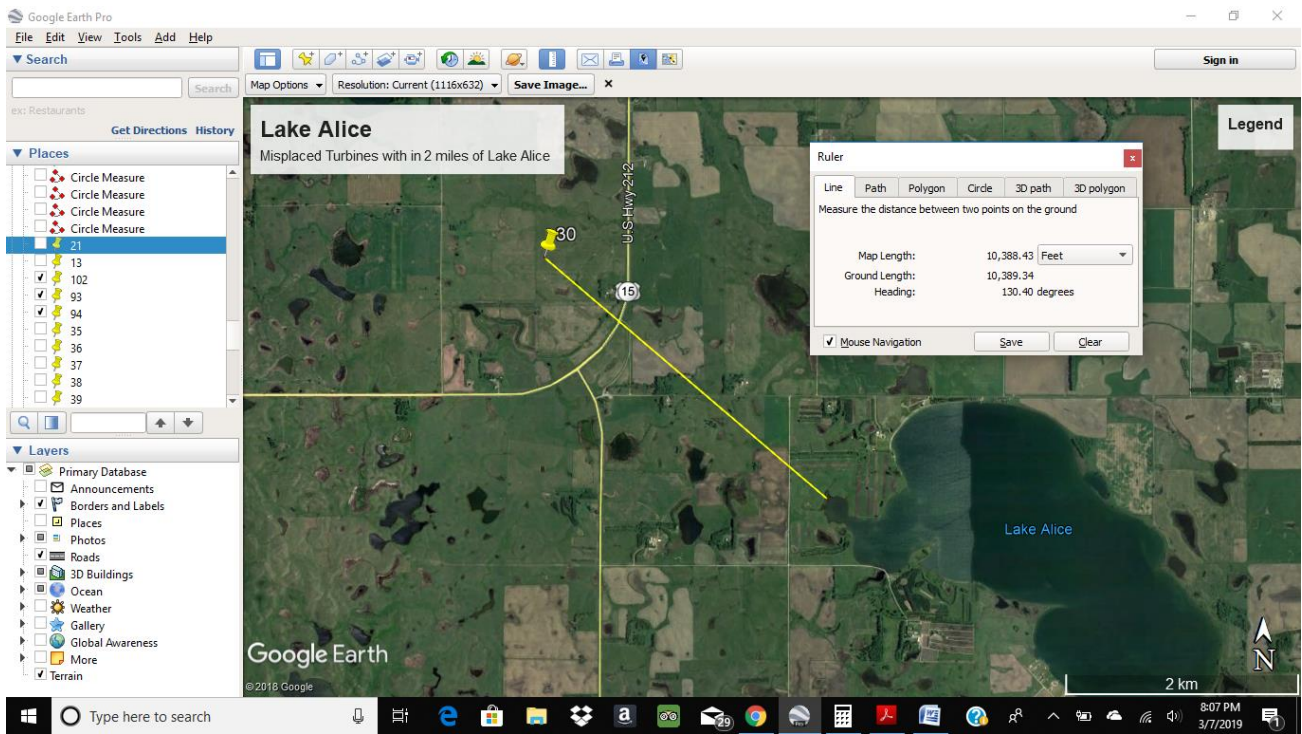 Google Earth Pro
File Edit View Tools Add Help
Search
Search
ex: Restaurants
Get Directions History
Places
Circle Measure
Circle Measure
Circle Measure
Circle Measure
21
13
102
93
94
35
36
37
38
39
Layers
Primary Database
Announcements
Borders and Labels
Places
Photos
Roads
3D Buildings
Ocean
Weather
Gallery
Global Awareness
More
Terrain
Sign in
Map Options Resolution: Current (1116x632) Save Image... x
Lake Alice
Misplaced Turbines with in 2 miles of Lake Alice
Legend
30
U.S Hwy 212
15
Ruler x
Line Path Polygon Circle 3D path 3D polygon
Measure the distance between two points on the ground
Map Length: 10,388.43 Feet
Ground Length: 10,389.34
Heading: 130.40 degrees
Mouse Navigation Save Clear
Lake Alice
Google Earth
©2018 Google
N
2 km
Type here to search
a
29
8:07 PM
3/7/2019
1